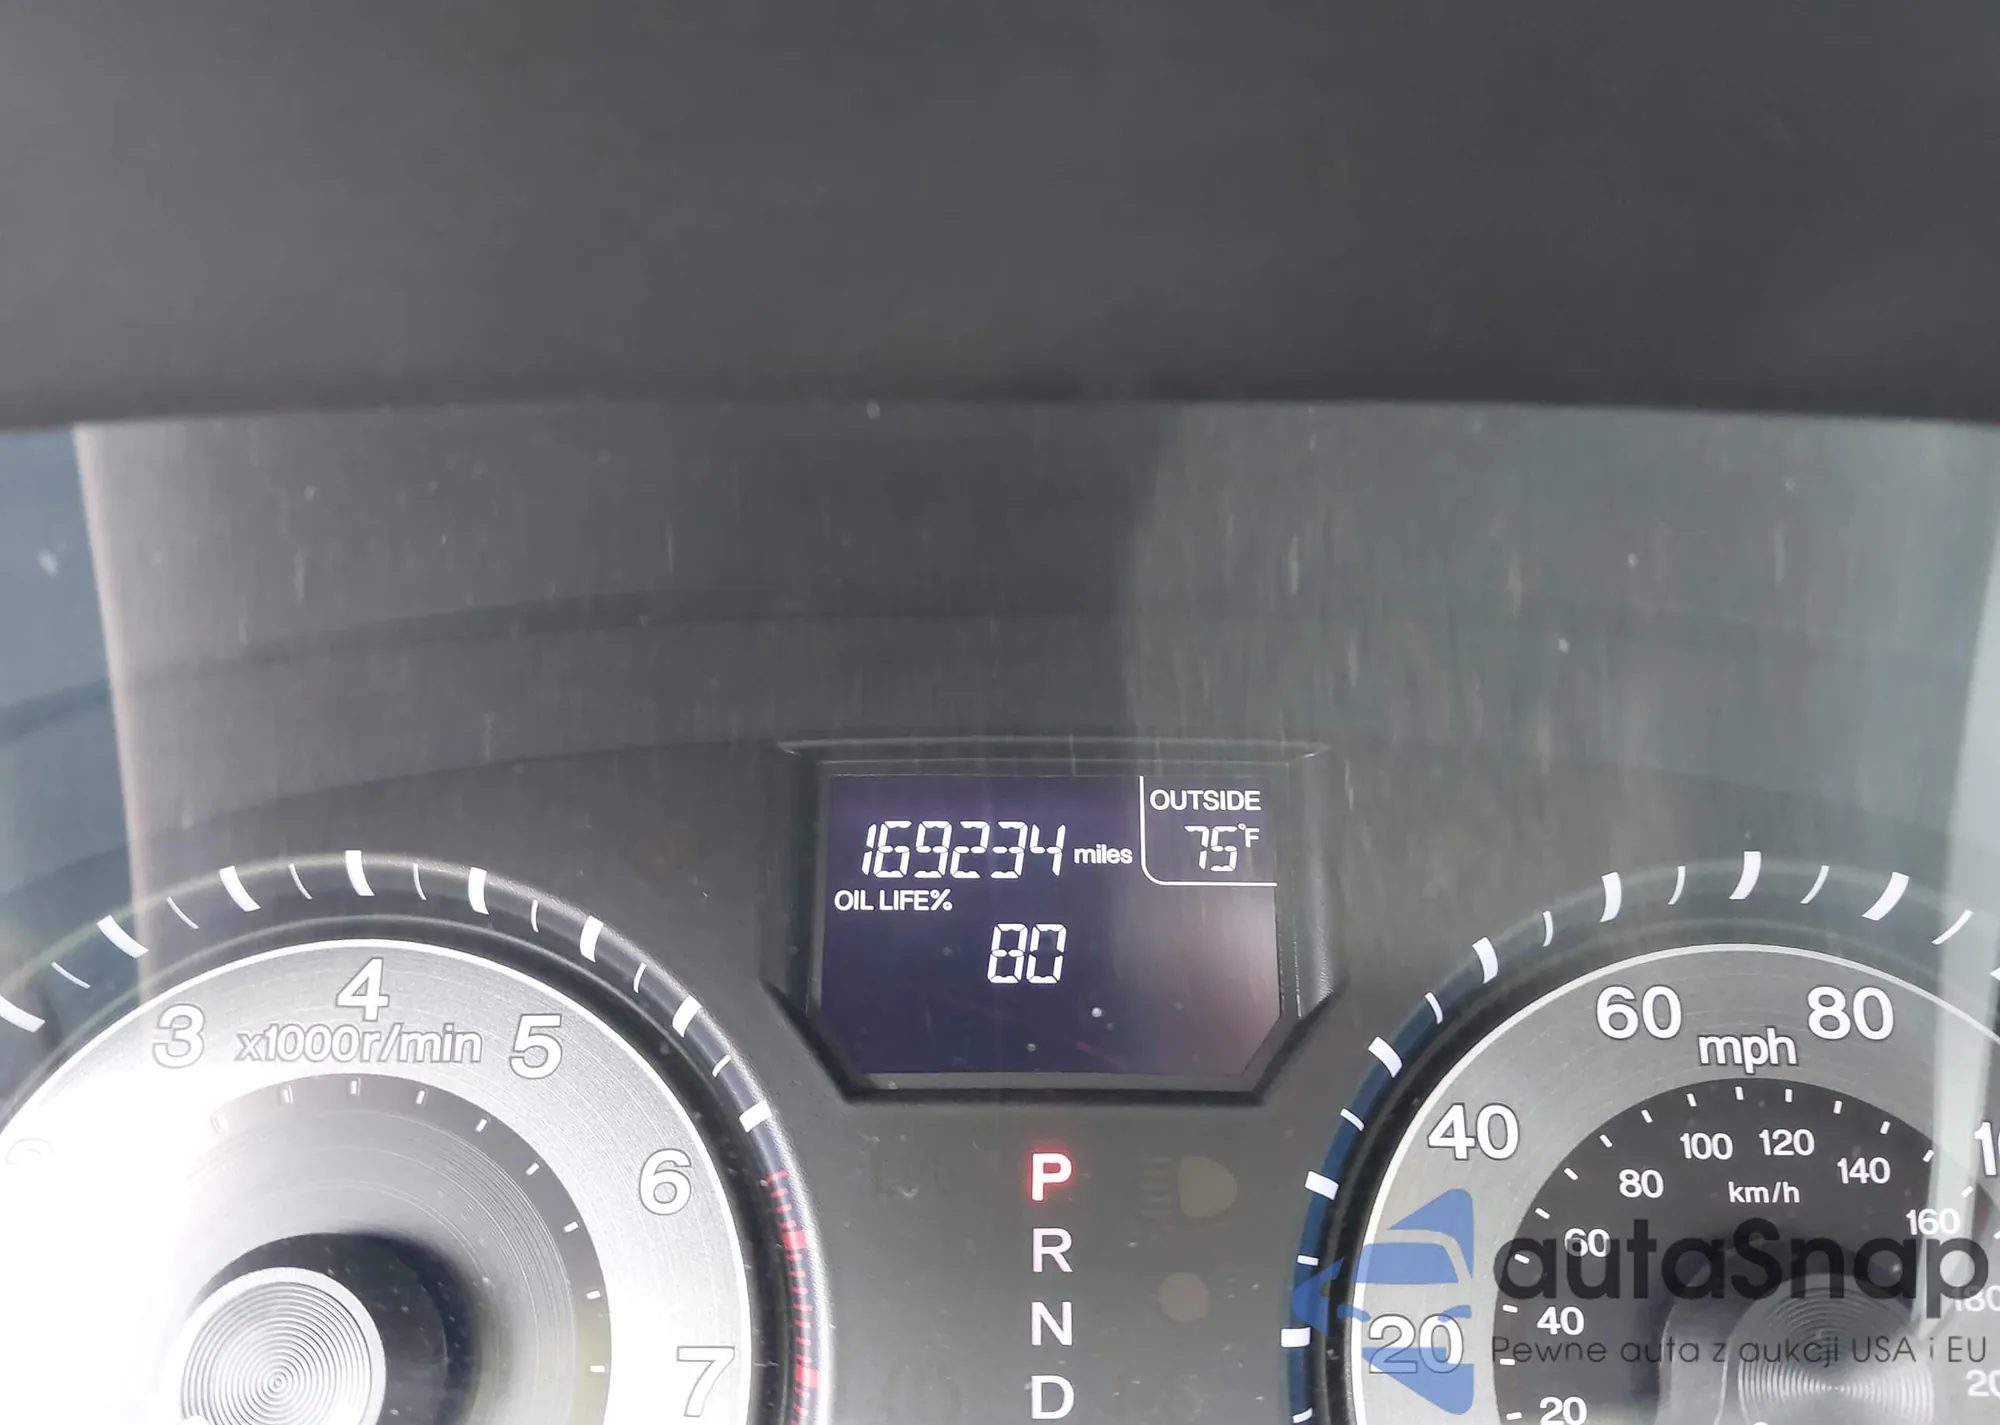 OUTSIDE
169234 miles 75°F
OIL LIFE%
80
3 4 5
x1000r/min
6
7
P
R
N
D
60 80
mph
40
20
100 120
80 140
km/h
60 160
40 180
20
autaSnap
Pewne auta z aukcji USA i EU